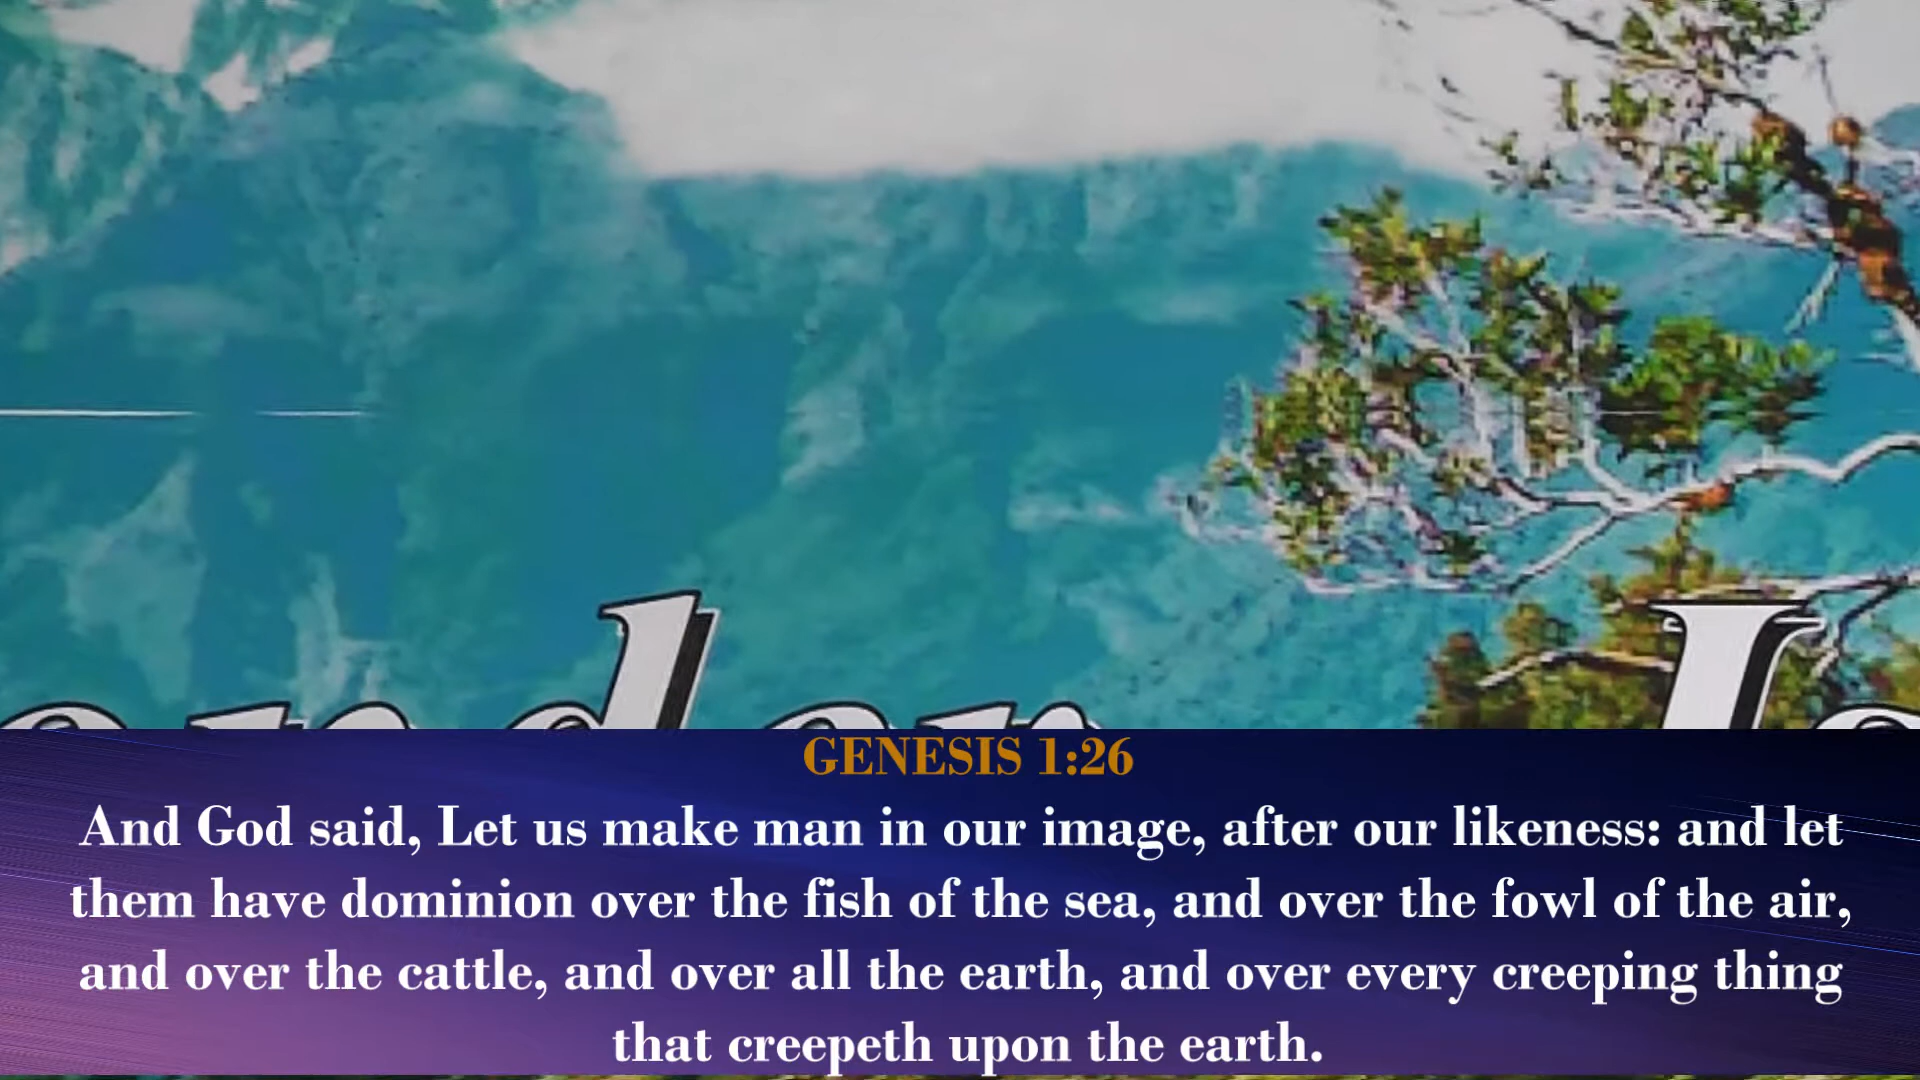 GENESIS 1:26
And God said, Let us make man in our image, after our likeness: and let
them have dominion over the fish of the sea, and over the fowl of the air,
and over the cattle, and over all the earth, and over every creeping thing
that creepeth upon the earth.